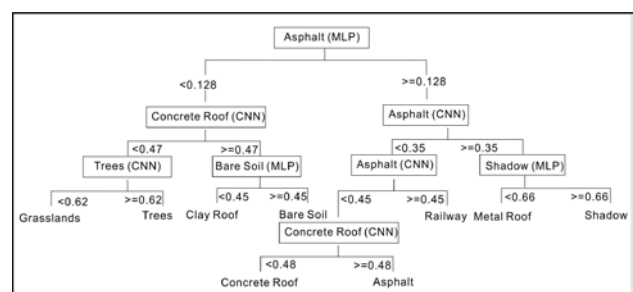 Asphalt (MLP)
<0.128 >=0.128
Concrete Roof (CNN) Asphalt (CNN)
<0.47 >=0.47 <0.35 >=0.35
Trees (CNN) Bare Soil (MLP) Asphalt (CNN) Shadow (MLP)
<0.62 >=0.62 <0.45 >=0.45 <0.45 >=0.45 <0.66 >=0.66
Grasslands Trees Clay Roof Bare Soil Railway Metal Roof Shadow
Concrete Roof (CNN)
<0.48 >=0.48
Concrete Roof Asphalt